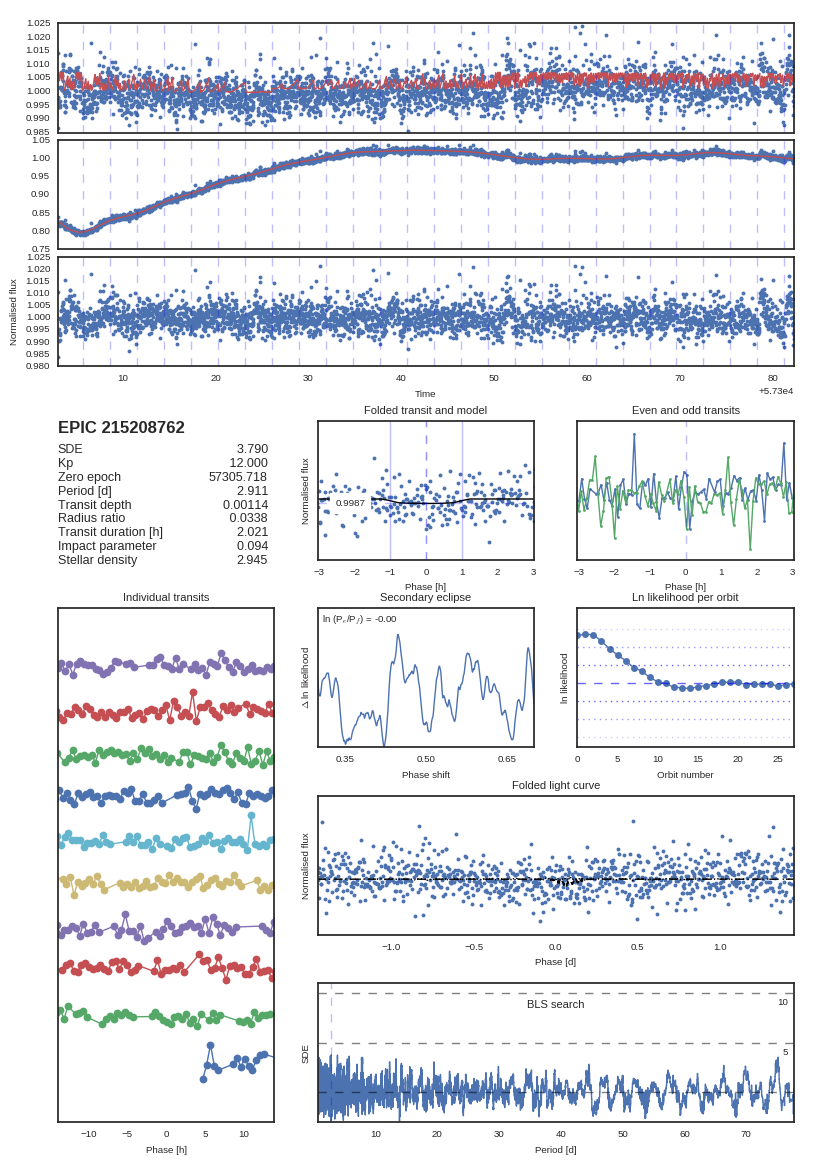 1.025
1.020
1.015
1.010
1.005
1.000
0.995
0.990
0.985
1.05
1.00
0.95
0.90
0.85
0.80
0.75
1.025
1.020
1.015
1.010
1.005
1.000
0.995
0.990
0.985
0.980
Normalised flux
10 20 30 40 50 60 70 80
Time
+5.73e4
EPIC 215208762
SDE 3.790
Kp 12.000
Zero epoch 57305.718
Period [d] 2.911
Transit depth 0.00114
Radius ratio 0.0338
Transit duration [h] 2.021
Impact parameter 0.094
Stellar density 2.945
Folded transit and model
Normalised flux
0.9987
−3 −2 −1 0 1 2 3
Phase [h]
Even and odd transits
−3 −2 −1 0 1 2 3
Phase [h]
Individual transits
−10 −5 0 5 10
Phase [h]
Secondary eclipse
ln (Pₑ/P𝑓) = -0.00
Δ ln likelihood
0.35 0.50 0.65
Phase shift
Ln likelihood per orbit
ln likelihood
0 5 10 15 20 25
Orbit number
Folded light curve
Normalised flux
−1.0 −0.5 0.0 0.5 1.0
Phase [d]
BLS search
10
5
SDE
10 20 30 40 50 60 70
Period [d]